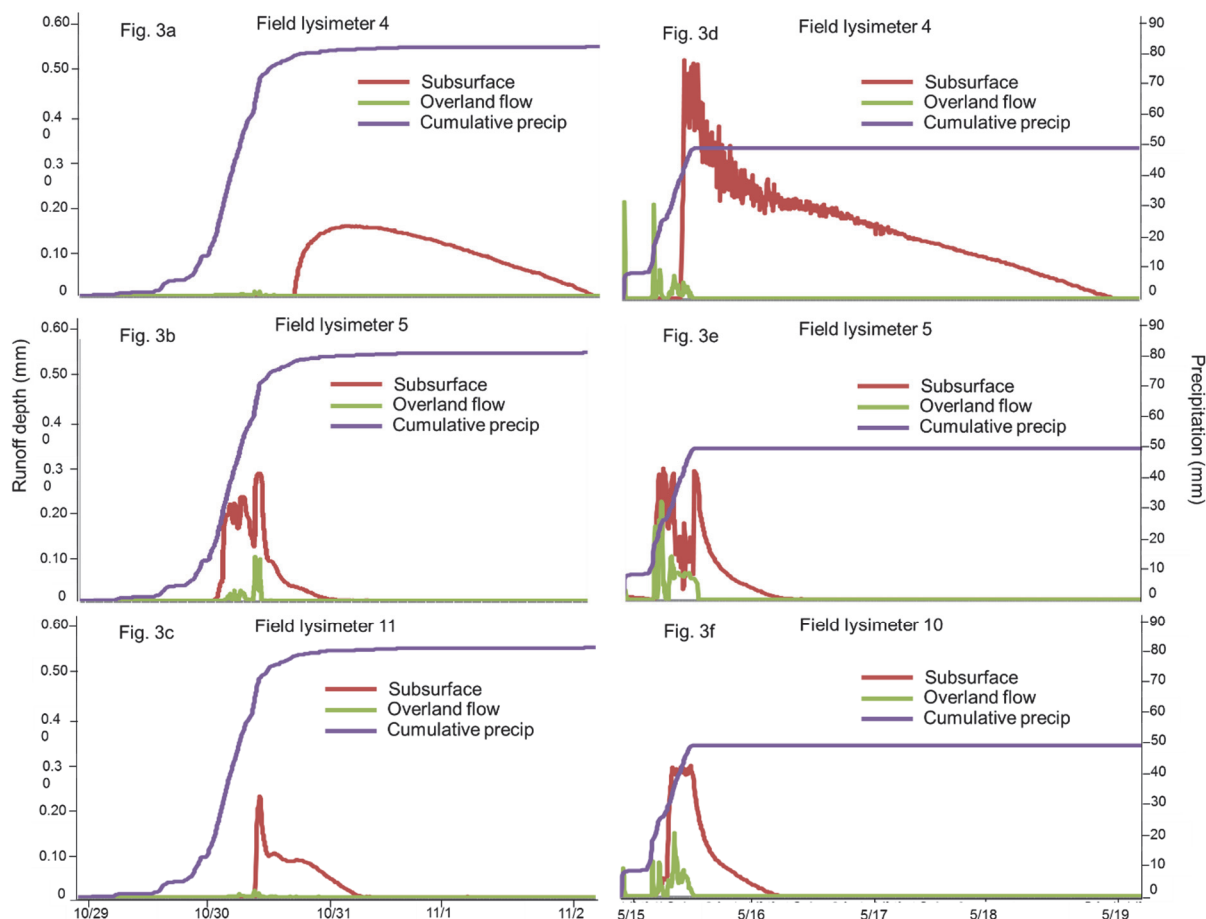 Fig. 3a
Field lysimeter 4
0.60
0.50
0.4
0
0.3
0
0.20
0.10
0
Subsurface
Overland flow
Cumulative precip
Fig. 3d
Field lysimeter 4
Subsurface
Overland flow
Cumulative precip
90
80
70
60
50
40
30
20
10
0
Fig. 3b
Field lysimeter 5
0.60
0.50
0.4
0
0.3
0
0.20
0.10
0
Subsurface
Overland flow
Cumulative precip
Runoff depth (mm)
Fig. 3e
Field lysimeter 5
Subsurface
Overland flow
Cumulative precip
90
80
70
60
50
40
30
20
10
0
Precipitation (mm)
Fig. 3c
Field lysimeter 11
0.60
0.50
0.4
0
0.3
0
0.20
0.10
0
Subsurface
Overland flow
Cumulative precip
10/29
10/30
10/31
11/1
11/2
Fig. 3f
Field lysimeter 10
Subsurface
Overland flow
Cumulative precip
90
80
70
60
50
40
30
20
10
0
5/15
5/16
5/17
5/18
5/19